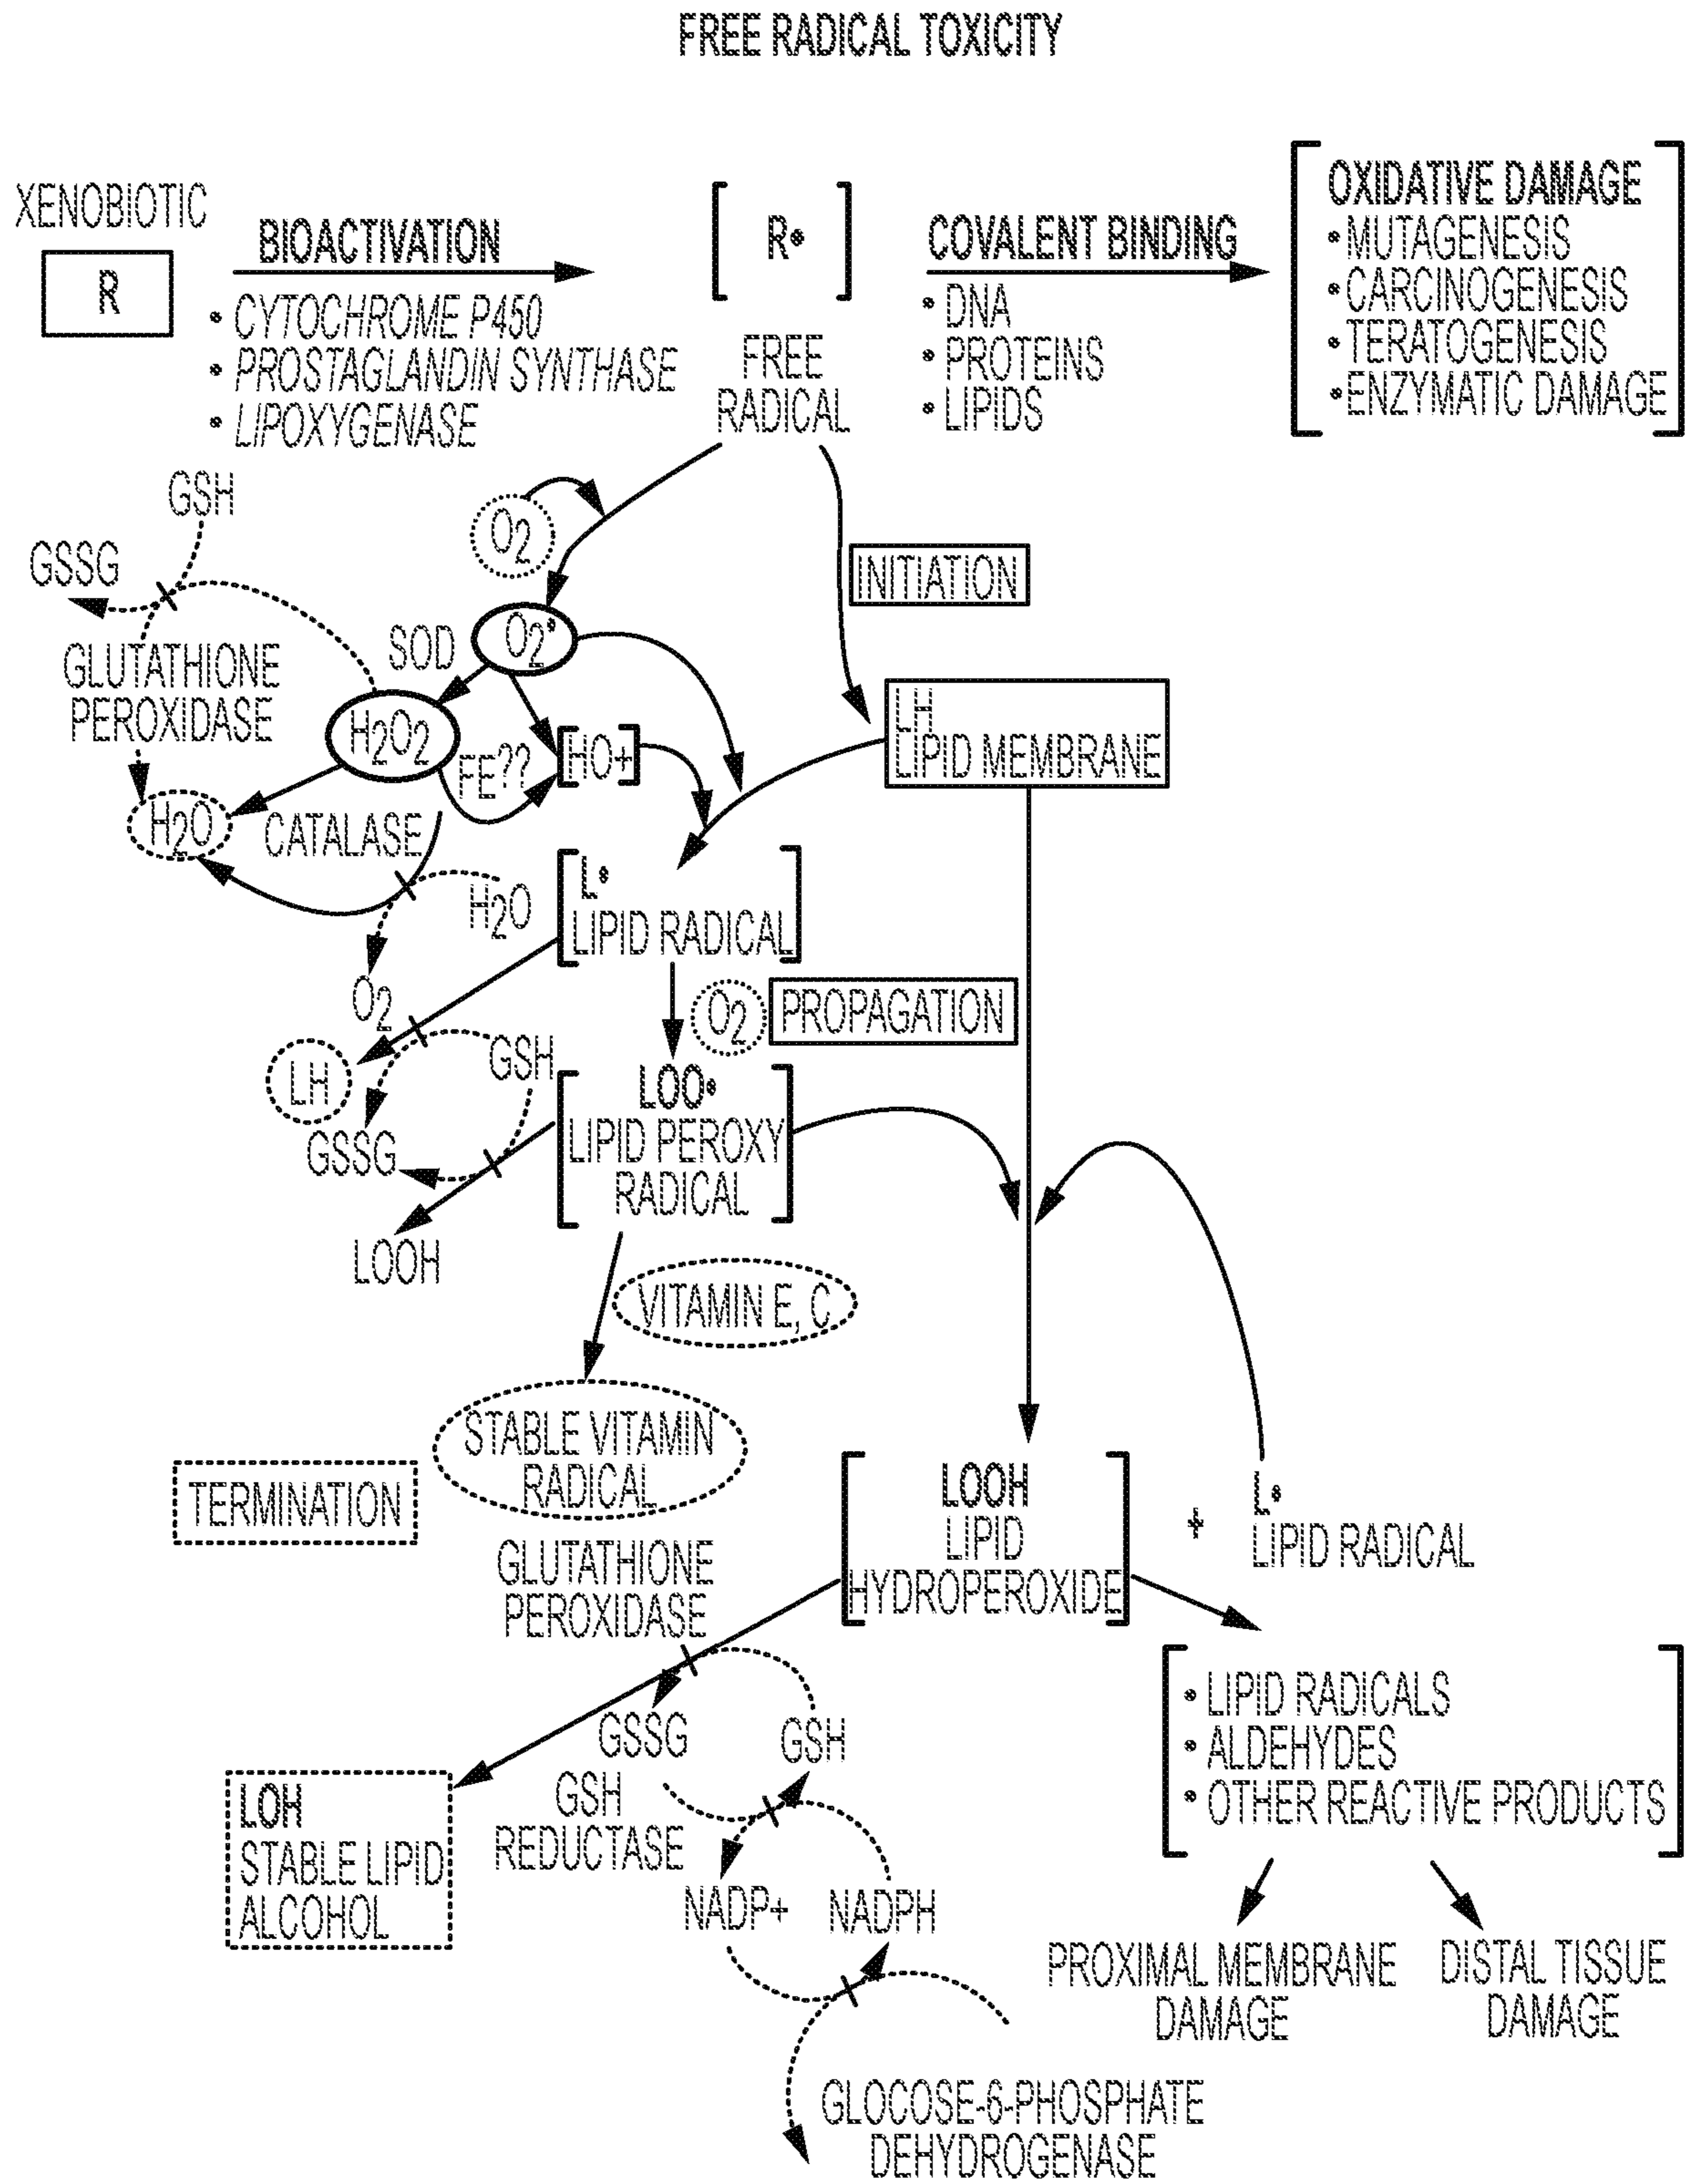 FREE RADICAL TOXICITY
XENOBIOTIC
R
BIOACTIVATION
• CYTOCHROME P450
• PROSTAGLANDIN SYNTHASE
• LIPOXYGENASE
R•
FREE
RADICAL
COVALENT BINDING
• DNA
• PROTEINS
• LIPIDS
OXIDATIVE DAMAGE
• MUTAGENESIS
• CARCINOGENESIS
• TERATOGENESIS
• ENZYMATIC DAMAGE
GSH
GSSG
GLUTATHIONE
PEROXIDASE
O2
INITIATION
SOD
O2•
H2O2
FE??
HO+
LH
LIPID MEMBRANE
H2O
CATALASE
H2O
O2
L•
LIPID RADICAL
O2
PROPAGATION
LH
GSH
GSSG
LOO•
LIPID PEROXY
RADICAL
LOOH
VITAMIN E, C
STABLE VITAMIN
RADICAL
TERMINATION
GLUTATHIONE
PEROXIDASE
LOOH
LIPID
HYDROPEROXIDE
+
L•
LIPID RADICAL
GSSG
GSH
GSH
REDUCTASE
LOH
STABLE LIPID
ALCOHOL
NADP+
NADPH
• LIPID RADICALS
• ALDEHYDES
• OTHER REACTIVE PRODUCTS
PROXIMAL MEMBRANE
DAMAGE
DISTAL TISSUE
DAMAGE
GLOCOSE-6-PHOSPHATE
DEHYDROGENASE